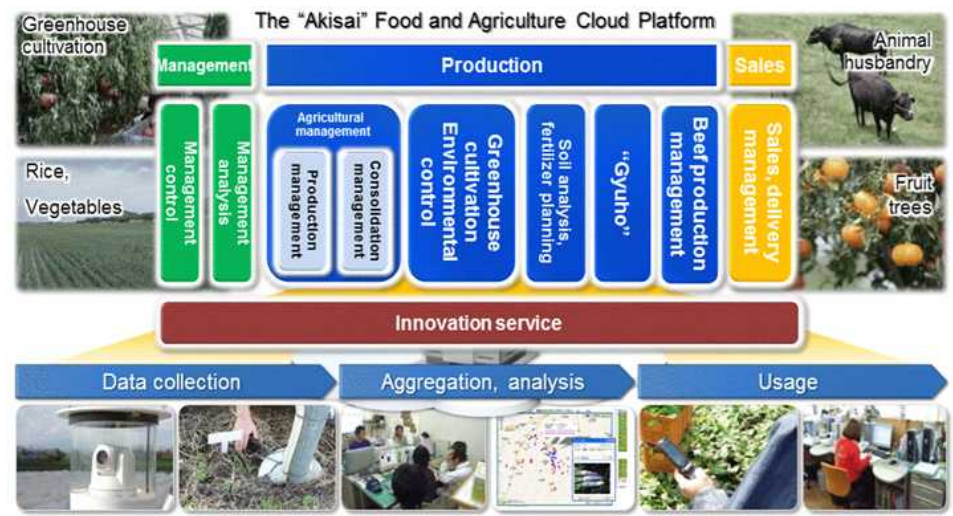 The “Akisai” Food and Agriculture Cloud Platform
Greenhouse
cultivation
Animal
husbandry
Rice,
Vegetables
Fruit
trees
Management
Production
Sales
Management
control
Management
analysis
Agricultural
management
Production
management
Consolidation
management
Greenhouse
cultivation
Environmental
control
Soil analysis,
fertilizer planning
“Gyuho”
Beef production
management
Sales, delivery
management
Innovation service
Data collection
Aggregation, analysis
Usage